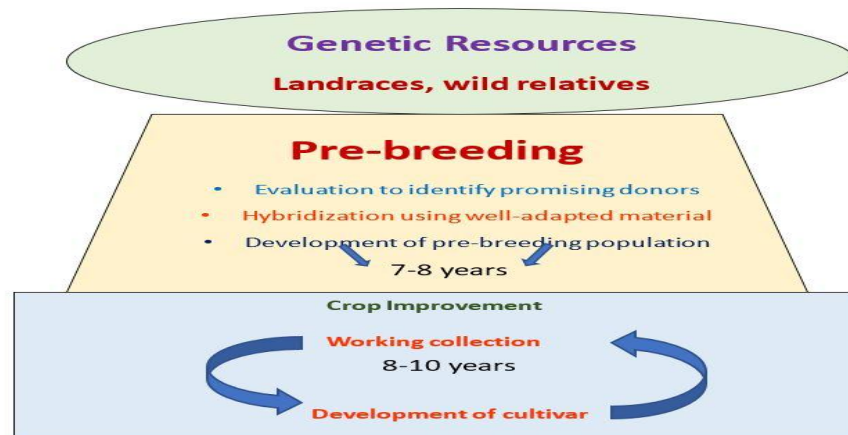 Genetic Resources
Landraces, wild relatives
Pre-breeding
• Evaluation to identify promising donors
• Hybridization using well-adapted material
• Development of pre-breeding population
7-8 years
Crop Improvement
Working collection
8-10 years
Development of cultivar